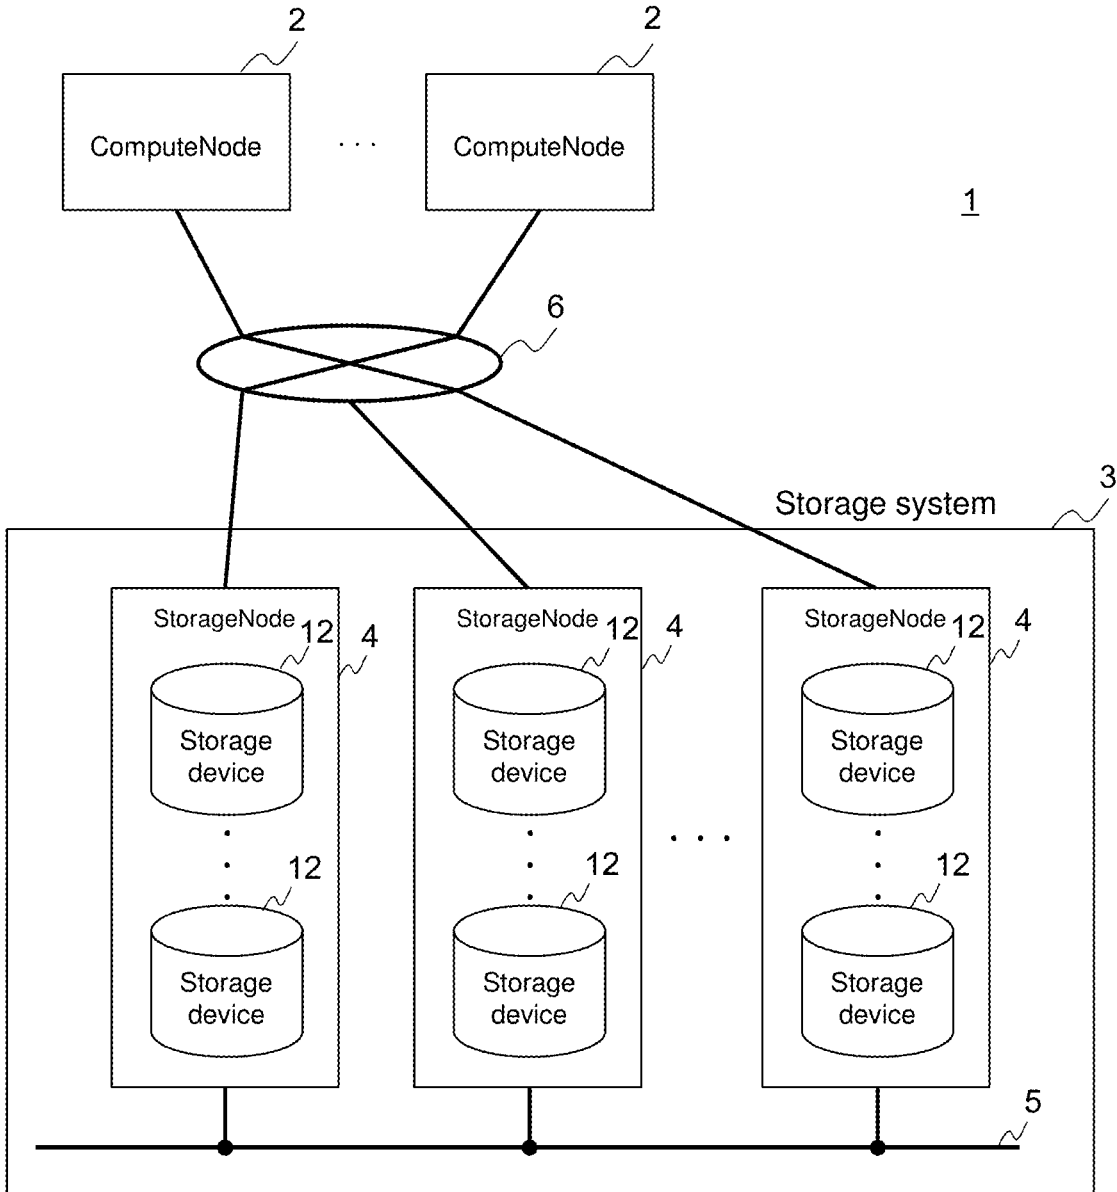 2 2
ComputeNode . . . ComputeNode
1
6
3
Storage system
StorageNode StorageNode StorageNode
12 4 12 4 12 4
Storage device Storage device Storage device
. . .
12 12 12
Storage device Storage device Storage device
5